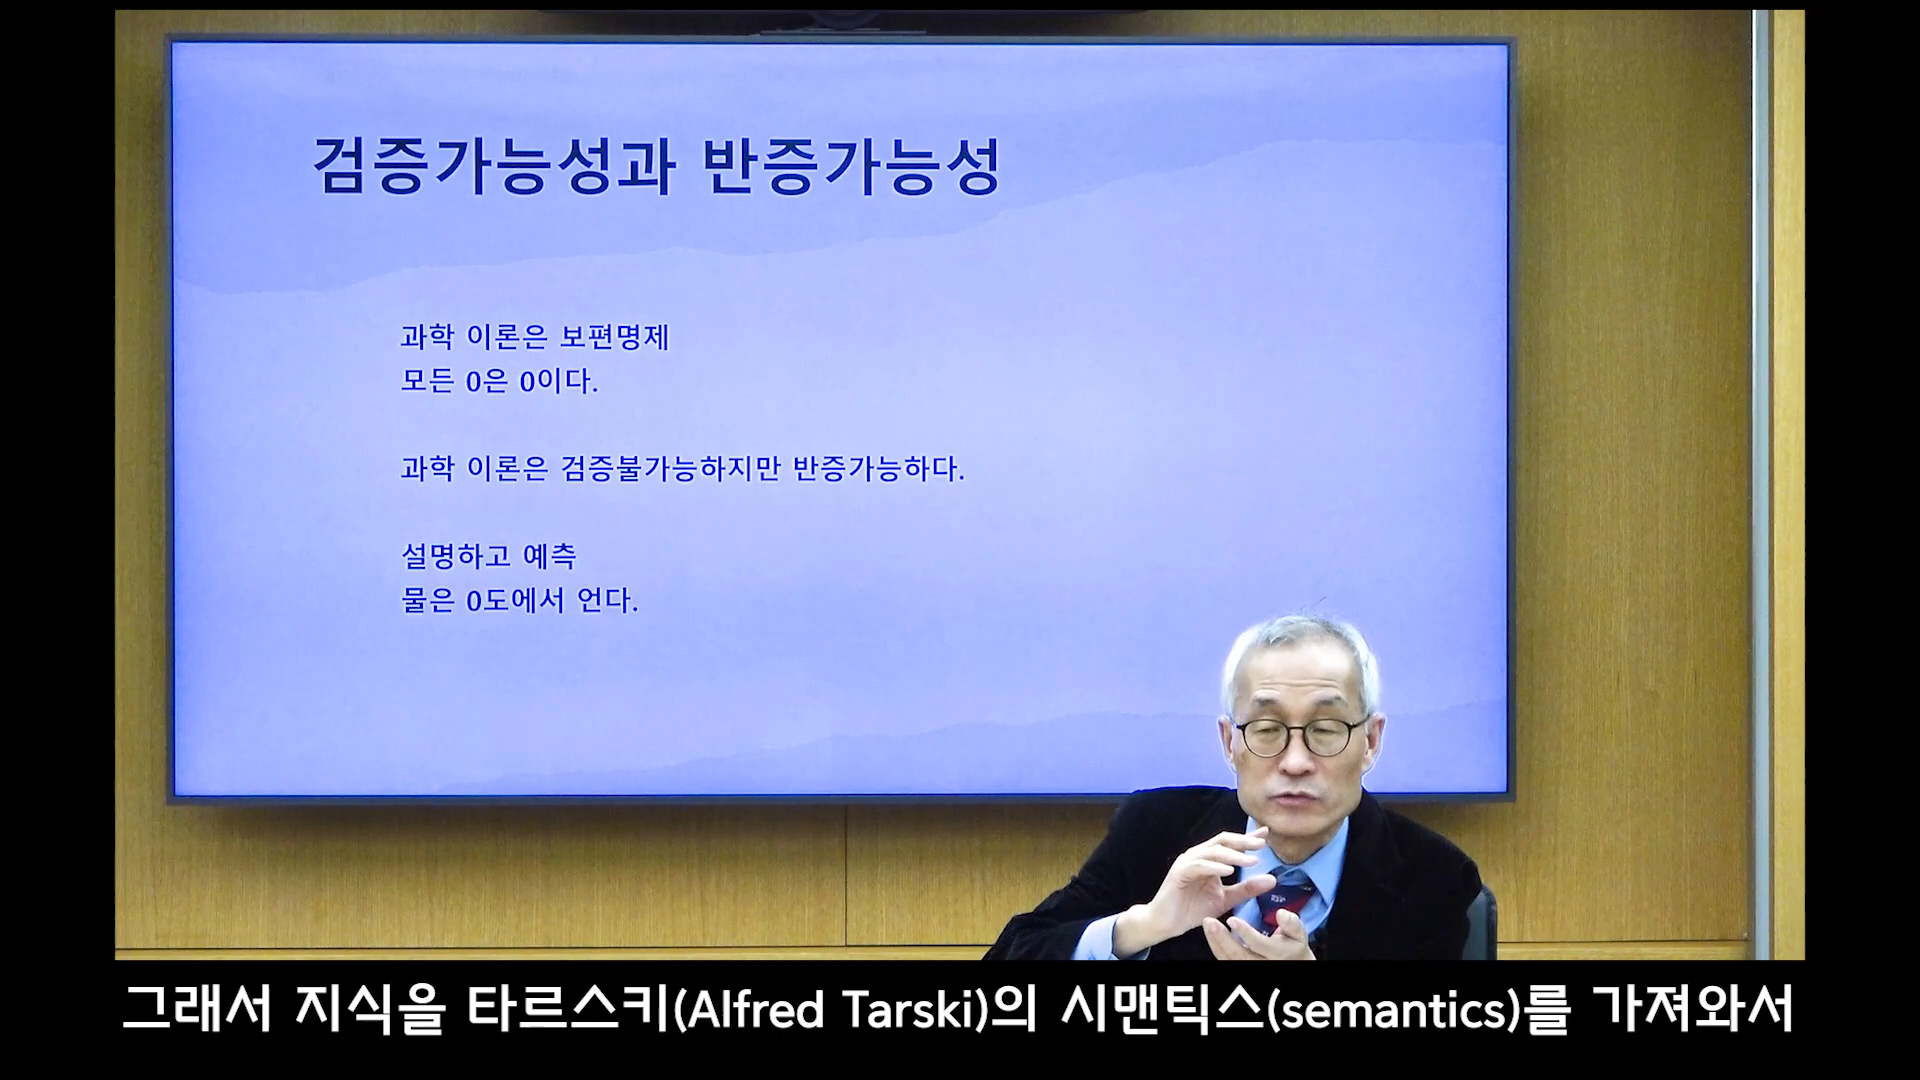 검증가능성과 반증가능성
과학 이론은 보편명제
모든 0은 0이다.
과학 이론은 검증불가능하지만 반증가능하다.
설명하고 예측
물은 0도에서 언다.
그래서 지식을 타르스키(Alfred Tarski)의 시맨틱스(semantics)를 가져와서